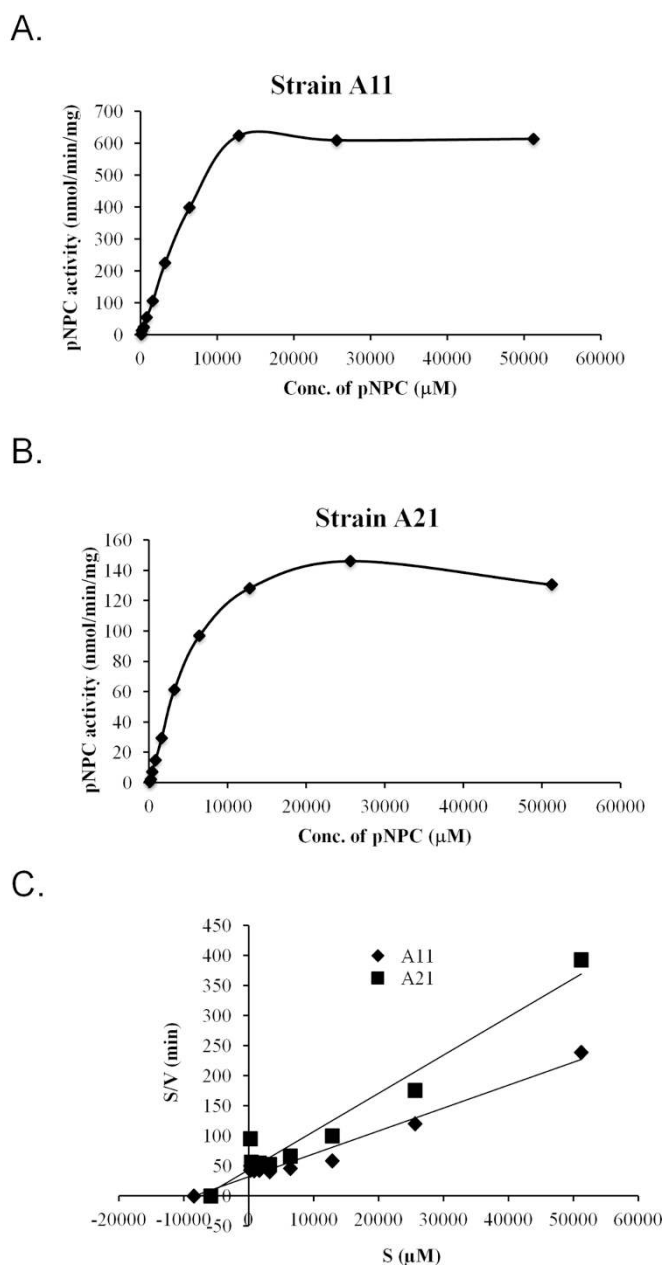 A.
Strain A11
pNPC activity (nmol/min/mg)
700
600
500
400
300
200
100
0
0 10000 20000 30000 40000 50000 60000
Conc. of pNPC (μM)
B.
Strain A21
pNPC activity (nmol/min/mg)
160
140
120
100
80
60
40
20
0
0 10000 20000 30000 40000 50000 60000
Conc. of pNPC (μM)
C.
A11
A21
S/V (min)
450
400
350
300
250
200
150
100
50
0
-50
-20000 -10000 0 10000 20000 30000 40000 50000 60000
S (μM)